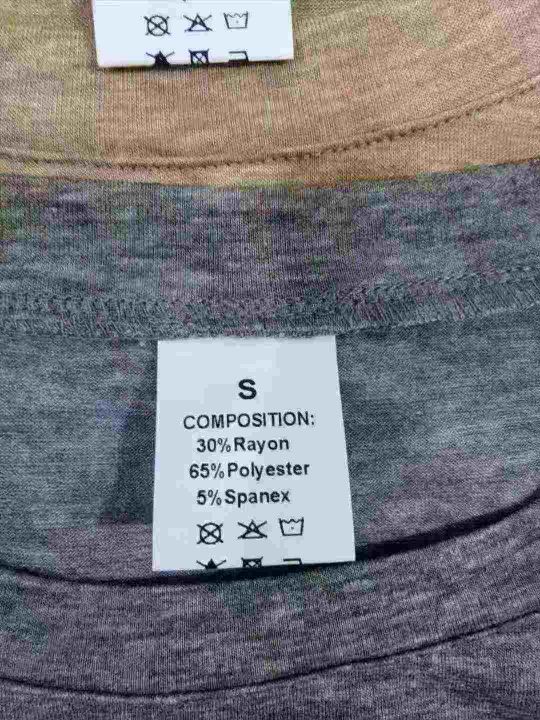 S
COMPOSITION:
30%Rayon
65%Polyester
5%Spanex